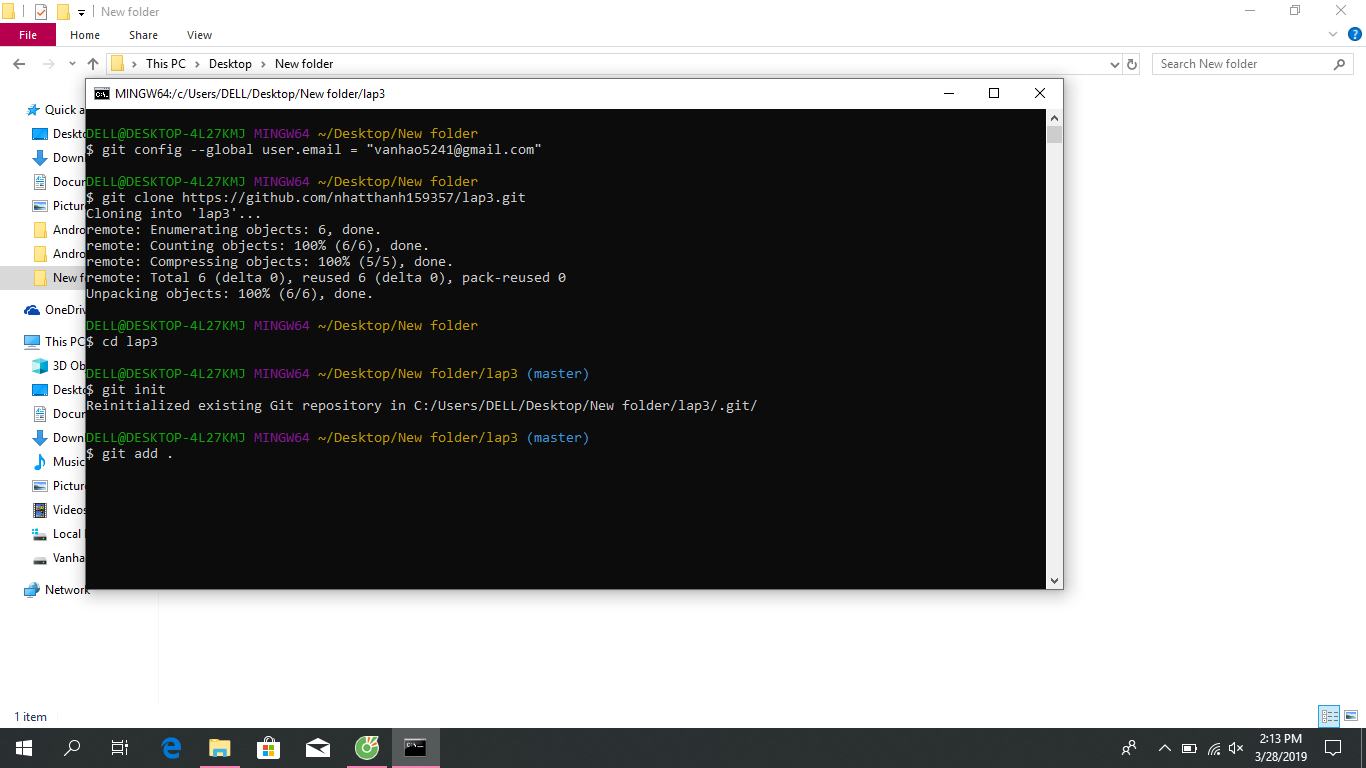 New folder
File Home Share View
This PC Desktop New folder
Search New folder
MINGW64:/c/Users/DELL/Desktop/New folder/lap3
Quick a
Deskt
Down
Docur
Pictur
Andro
Andro
New f
OneDriv
This PC
3D Ob
Deskt
Docur
Down
Music
Pictur
Videos
Local
Vanha
Network
DELL@DESKTOP-4L27KMJ MINGW64 ~/Desktop/New folder
$ git config --global user.email = "vanhao5241@gmail.com"
DELL@DESKTOP-4L27KMJ MINGW64 ~/Desktop/New folder
$ git clone https://github.com/nhatthanh159357/lap3.git
Cloning into 'lap3'...
remote: Enumerating objects: 6, done.
remote: Counting objects: 100% (6/6), done.
remote: Compressing objects: 100% (5/5), done.
remote: Total 6 (delta 0), reused 6 (delta 0), pack-reused 0
Unpacking objects: 100% (6/6), done.
DELL@DESKTOP-4L27KMJ MINGW64 ~/Desktop/New folder
$ cd lap3
DELL@DESKTOP-4L27KMJ MINGW64 ~/Desktop/New folder/lap3 (master)
$ git init
Reinitialized existing Git repository in C:/Users/DELL/Desktop/New folder/lap3/.git/
DELL@DESKTOP-4L27KMJ MINGW64 ~/Desktop/New folder/lap3 (master)
$ git add .
1 item
2:13 PM
3/28/2019